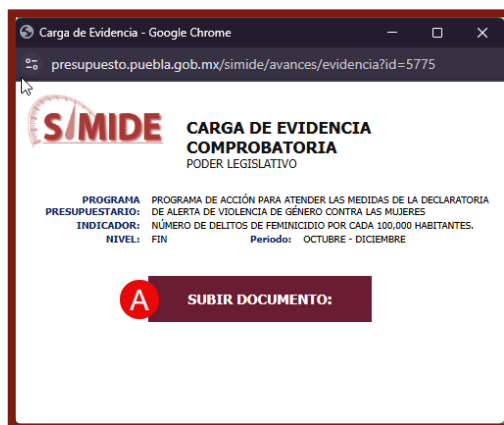 Carga de Evidencia - Google Chrome
presupuesto.puebla.gob.mx/simide/avances/evidencia?id=5775
SIMIDE
CARGA DE EVIDENCIA
COMPROBATORIA
PODER LEGISLATIVO
PROGRAMA PRESUPUESTARIO: PROGRAMA DE ACCIÓN PARA ATENDER LAS MEDIDAS DE LA DECLARATORIA
DE ALERTA DE VIOLENCIA DE GÉNERO CONTRA LAS MUJERES
INDICADOR: NÚMERO DE DELITOS DE FEMINICIDIO POR CADA 100,000 HABITANTES.
NIVEL: FIN Periodo: OCTUBRE - DICIEMBRE
A SUBIR DOCUMENTO: